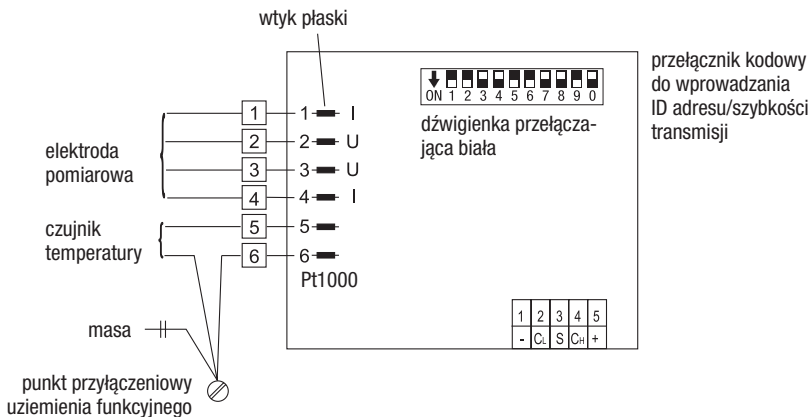 wtyk płaski
przełącznik kodowy
do wprowadzania
ID adresu/szybkości
transmisji
ON 1 2 3 4 5 6 7 8 9 0
dźwigienka przełącza-
jąca biała
elektroda
pomiarowa
1 1 I
2 2 U
3 3 U
4 4 I
czujnik
temperatury
5 5
6 6
Pt1000
1 2 3 4 5
- CL S CH +
masa
punkt przyłączeniowy
uziemienia funkcyjnego